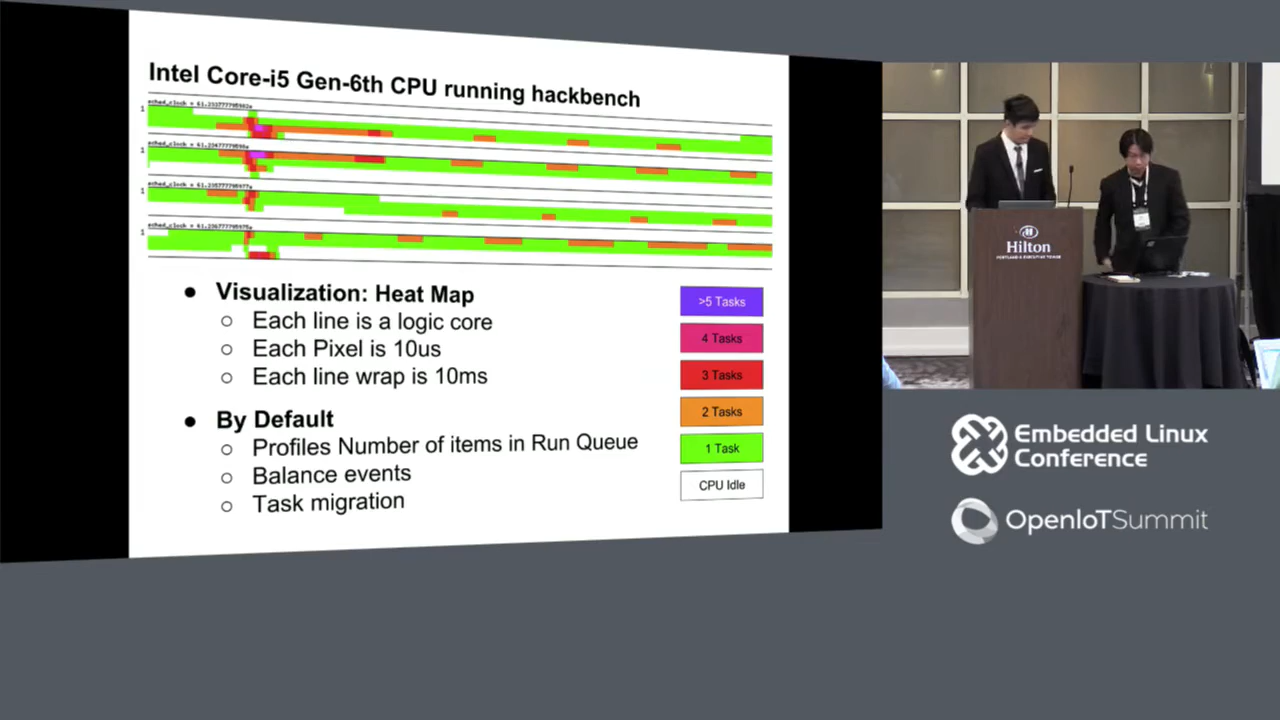 Intel Core-i5 Gen-6th CPU running hackbench
● Visualization: Heat Map
○ Each line is a logic core
○ Each Pixel is 10us
○ Each line wrap is 10ms
● By Default
○ Profiles Number of items in Run Queue
○ Balance events
○ Task migration
>5 Tasks
4 Tasks
3 Tasks
2 Tasks
1 Task
CPU Idle
Hilton
Embedded Linux
Conference
OpenIoTSummit